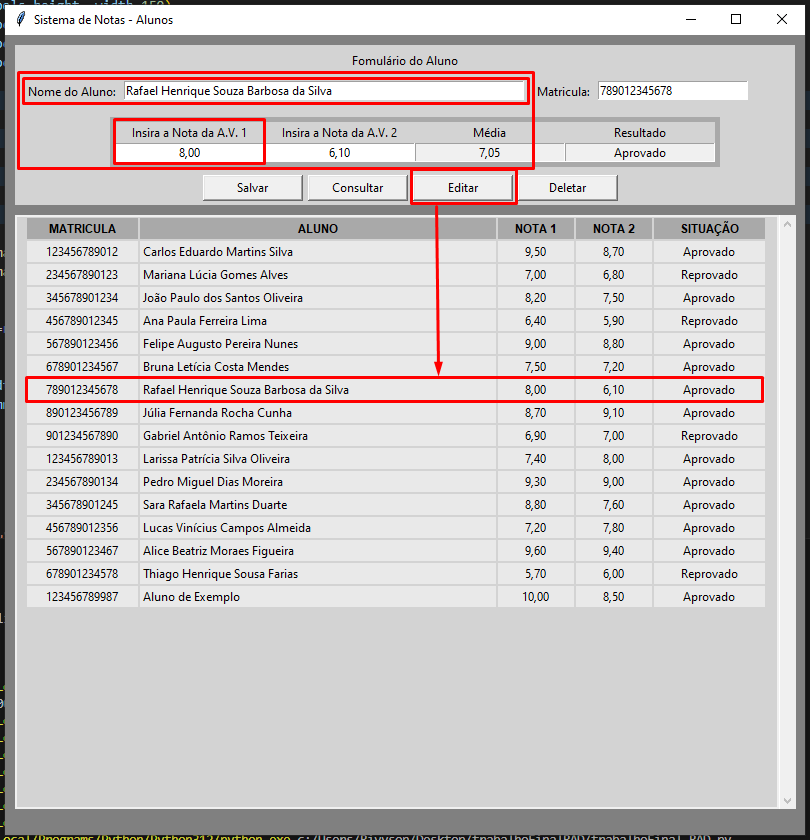 Sistema de Notas - Alunos
Fomulário do Aluno
Nome do Aluno: Rafael Henrique Souza Barbosa da Silva Matricula: 789012345678
Insira a Nota da A.V. 1 Insira a Nota da A.V. 2 Média Resultado
8,00 6,10 7,05 Aprovado
Salvar Consultar Editar Deletar
MATRICULA ALUNO NOTA 1 NOTA 2 SITUAÇÃO
123456789012 Carlos Eduardo Martins Silva 9,50 8,70 Aprovado
234567890123 Mariana Lúcia Gomes Alves 7,00 6,80 Reprovado
345678901234 João Paulo dos Santos Oliveira 8,20 7,50 Aprovado
456789012345 Ana Paula Ferreira Lima 6,40 5,90 Reprovado
567890123456 Felipe Augusto Pereira Nunes 9,00 8,80 Aprovado
678901234567 Bruna Letícia Costa Mendes 7,50 7,20 Aprovado
789012345678 Rafael Henrique Souza Barbosa da Silva 8,00 6,10 Aprovado
890123456789 Júlia Fernanda Rocha Cunha 8,70 9,10 Aprovado
901234567890 Gabriel Antônio Ramos Teixeira 6,90 7,00 Reprovado
123456789013 Larissa Patrícia Silva Oliveira 7,40 8,00 Aprovado
234567890134 Pedro Miguel Dias Moreira 9,30 9,00 Aprovado
345678901245 Sara Rafaela Martins Duarte 8,80 7,60 Aprovado
456789012356 Lucas Vinícius Campos Almeida 7,20 7,80 Aprovado
567890123467 Alice Beatriz Moraes Figueira 9,60 9,40 Aprovado
678901234578 Thiago Henrique Sousa Farias 5,70 6,00 Reprovado
123456789987 Aluno de Exemplo 10,00 8,50 Aprovado